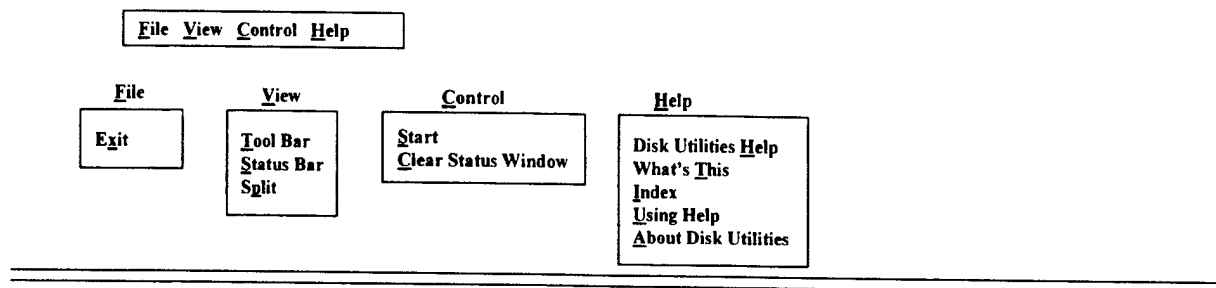 File View Control Help
File
Exit
View
Tool Bar
Status Bar
Split
Control
Start
Clear Status Window
Help
Disk Utilities Help
What's This
Index
Using Help
About Disk Utilities